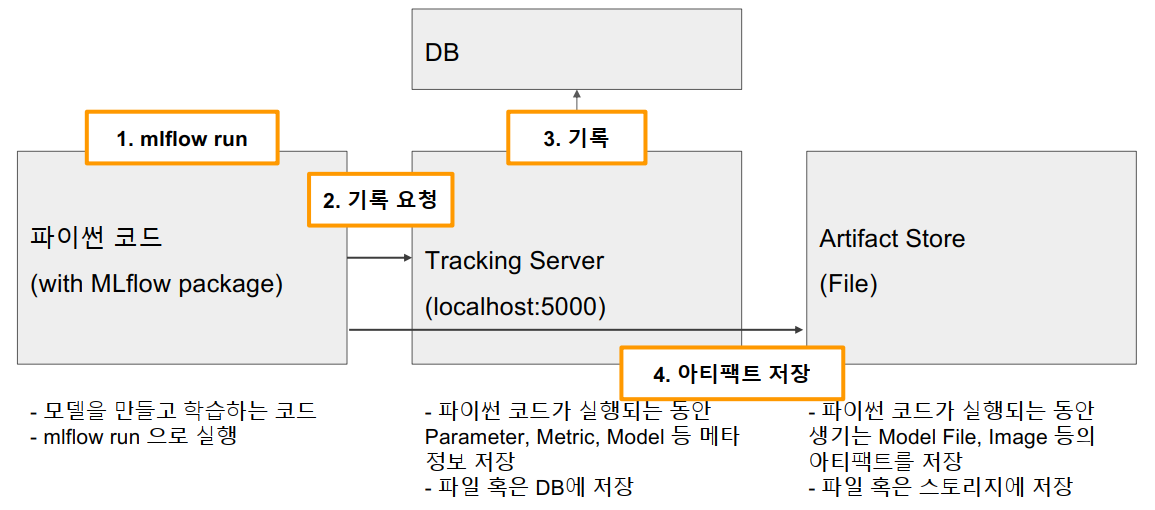 DB
1. mlflow run
3. 기록
2. 기록 요청
파이썬 코드
(with MLflow package)
Tracking Server
(localhost:5000)
Artifact Store
(File)
4. 아티팩트 저장
- 모델을 만들고 학습하는 코드
- mlflow run 으로 실행
- 파이썬 코드가 실행되는 동안
Parameter, Metric, Model 등 메타
정보 저장
- 파일 혹은 DB에 저장
- 파이썬 코드가 실행되는 동안
생기는 Model File, Image 등의
아티팩트를 저장
- 파일 혹은 스토리지에 저장